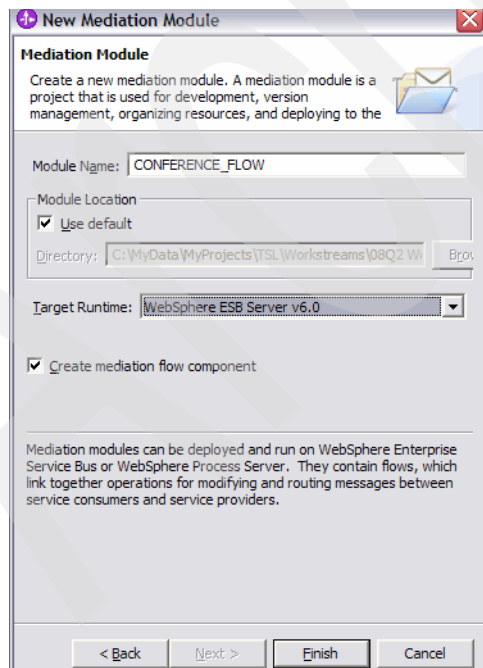 New Mediation Module
Mediation Module
Create a new mediation module. A mediation module is a
project that is used for development, version
management, organizing resources, and deploying to the
Module Name: CONFERENCE_FLOW
Module Location
Use default
Directory: C:\MyData\MyProjects\TSL\Workstreams\08Q2 W
Target Runtime: WebSphere ESB Server v6.0
Create mediation flow component
Mediation modules can be deployed and run on WebSphere Enterprise
Service Bus or WebSphere Process Server. They contain flows, which
link together operations for modifying and routing messages between
service consumers and service providers.
< Back Next > Finish Cancel